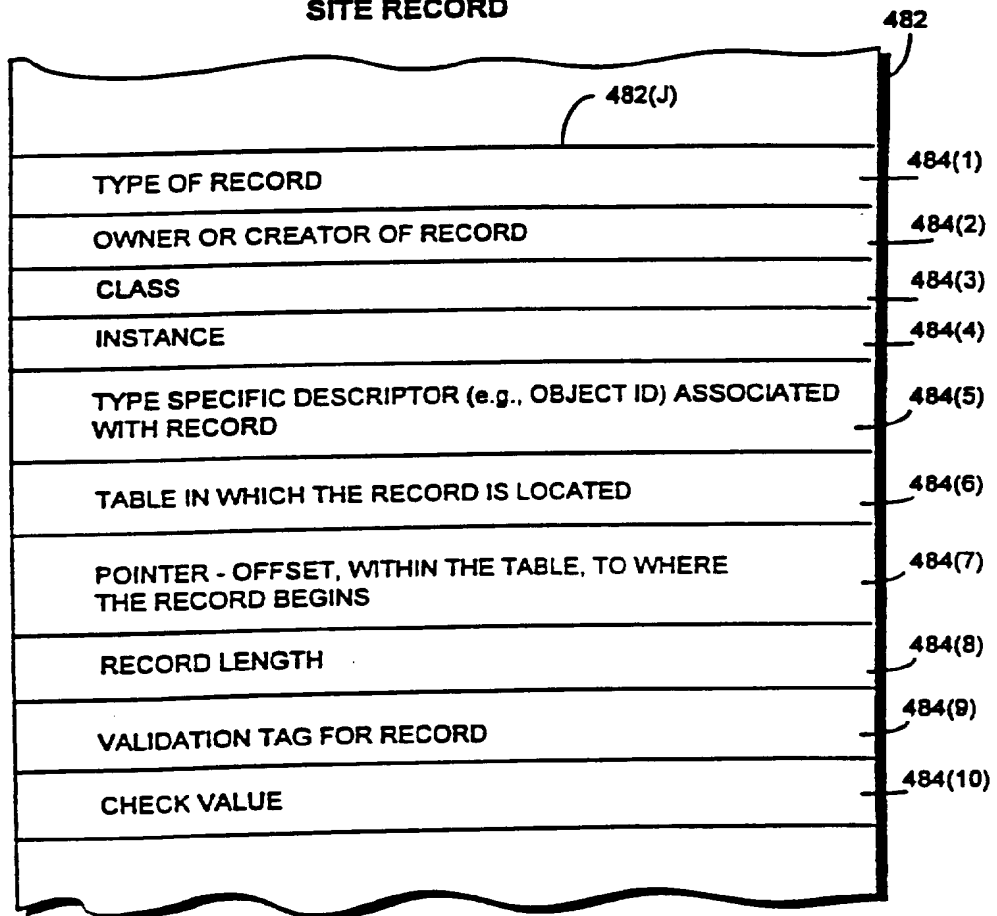 SITE RECORD
482
482(J)
TYPE OF RECORD
484(1)
OWNER OR CREATOR OF RECORD
484(2)
CLASS
484(3)
INSTANCE
484(4)
TYPE SPECIFIC DESCRIPTOR (e.g., OBJECT ID) ASSOCIATED
WITH RECORD
484(5)
TABLE IN WHICH THE RECORD IS LOCATED
484(6)
POINTER - OFFSET, WITHIN THE TABLE, TO WHERE
THE RECORD BEGINS
484(7)
RECORD LENGTH
484(8)
VALIDATION TAG FOR RECORD
484(9)
CHECK VALUE
484(10)